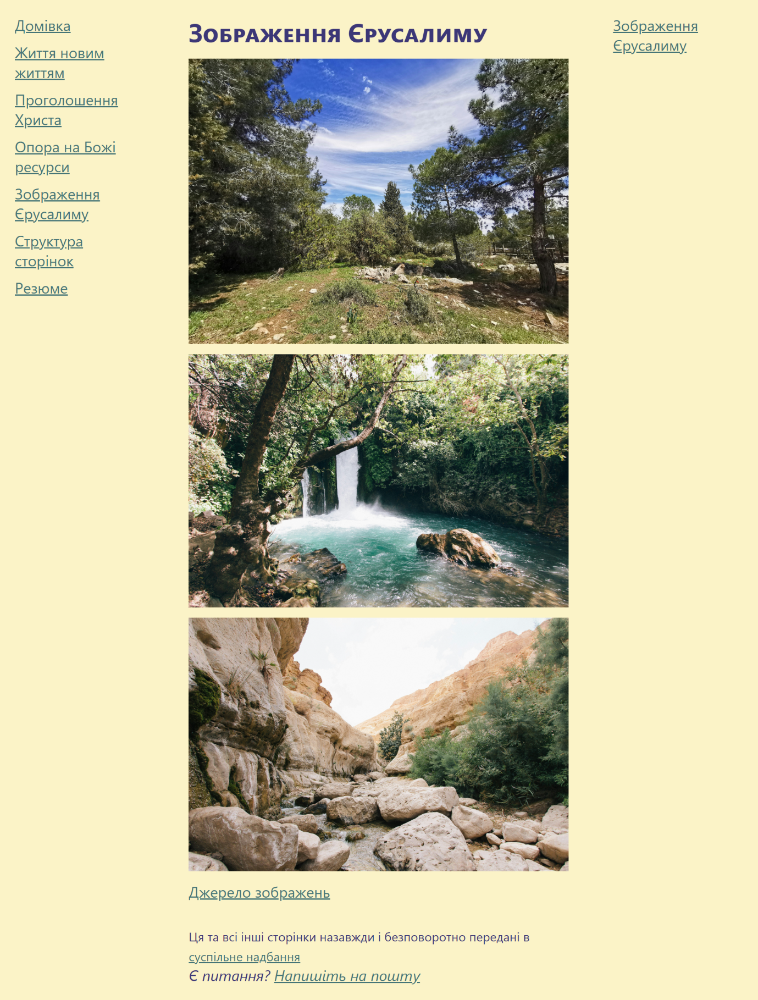 Домівка
Життя новим
життям
Проголошення
Христа
Опора на Божі
ресурси
Зображення
Єрусалиму
Структура
сторінок
Резюме
Зображення Єрусалиму
Джерело зображень
Ця та всі інші сторінки назавжди і безповоротно передані в
суспільне надбання
Є питання? Напишіть на пошту
Зображення
Єрусалиму